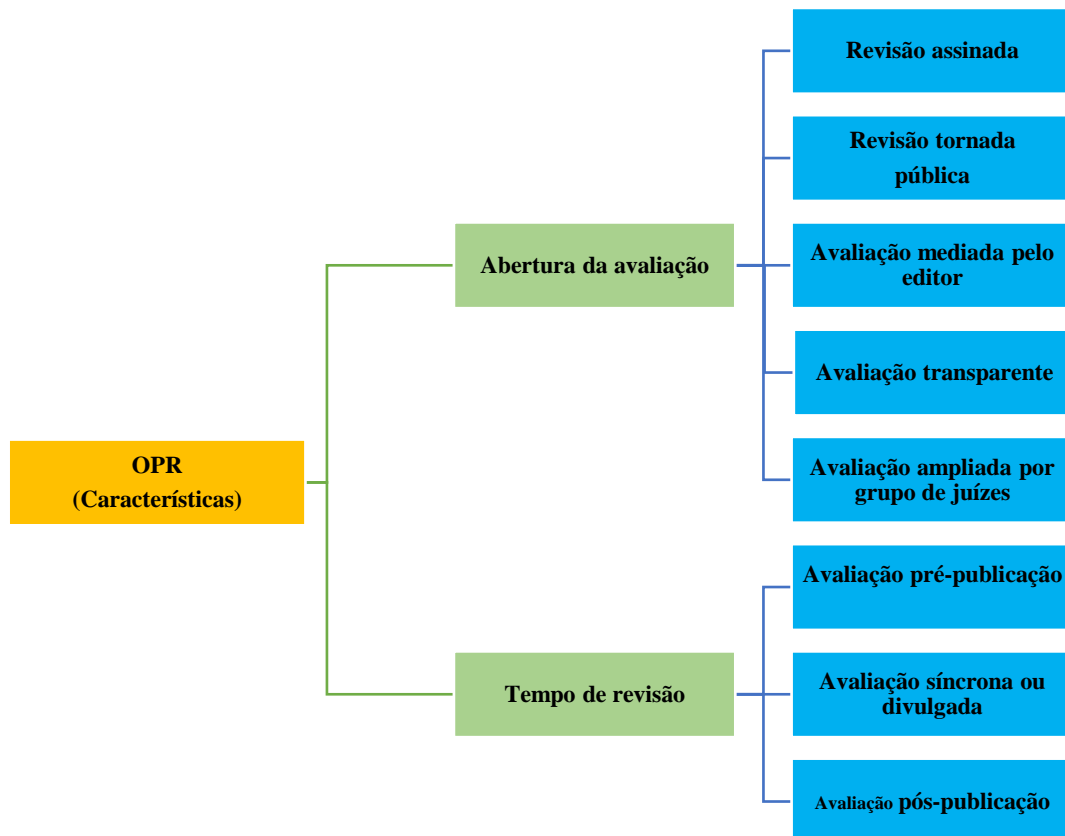 Revisão assinada
Revisão tornada
pública
Abertura da avaliação
Avaliação mediada pelo
editor
Avaliação transparente
OPR
(Características)
Avaliação ampliada por
grupo de juízes
Avaliação pré-publicação
Tempo de revisão
Avaliação síncrona ou
divulgada
Avaliação pós-publicação